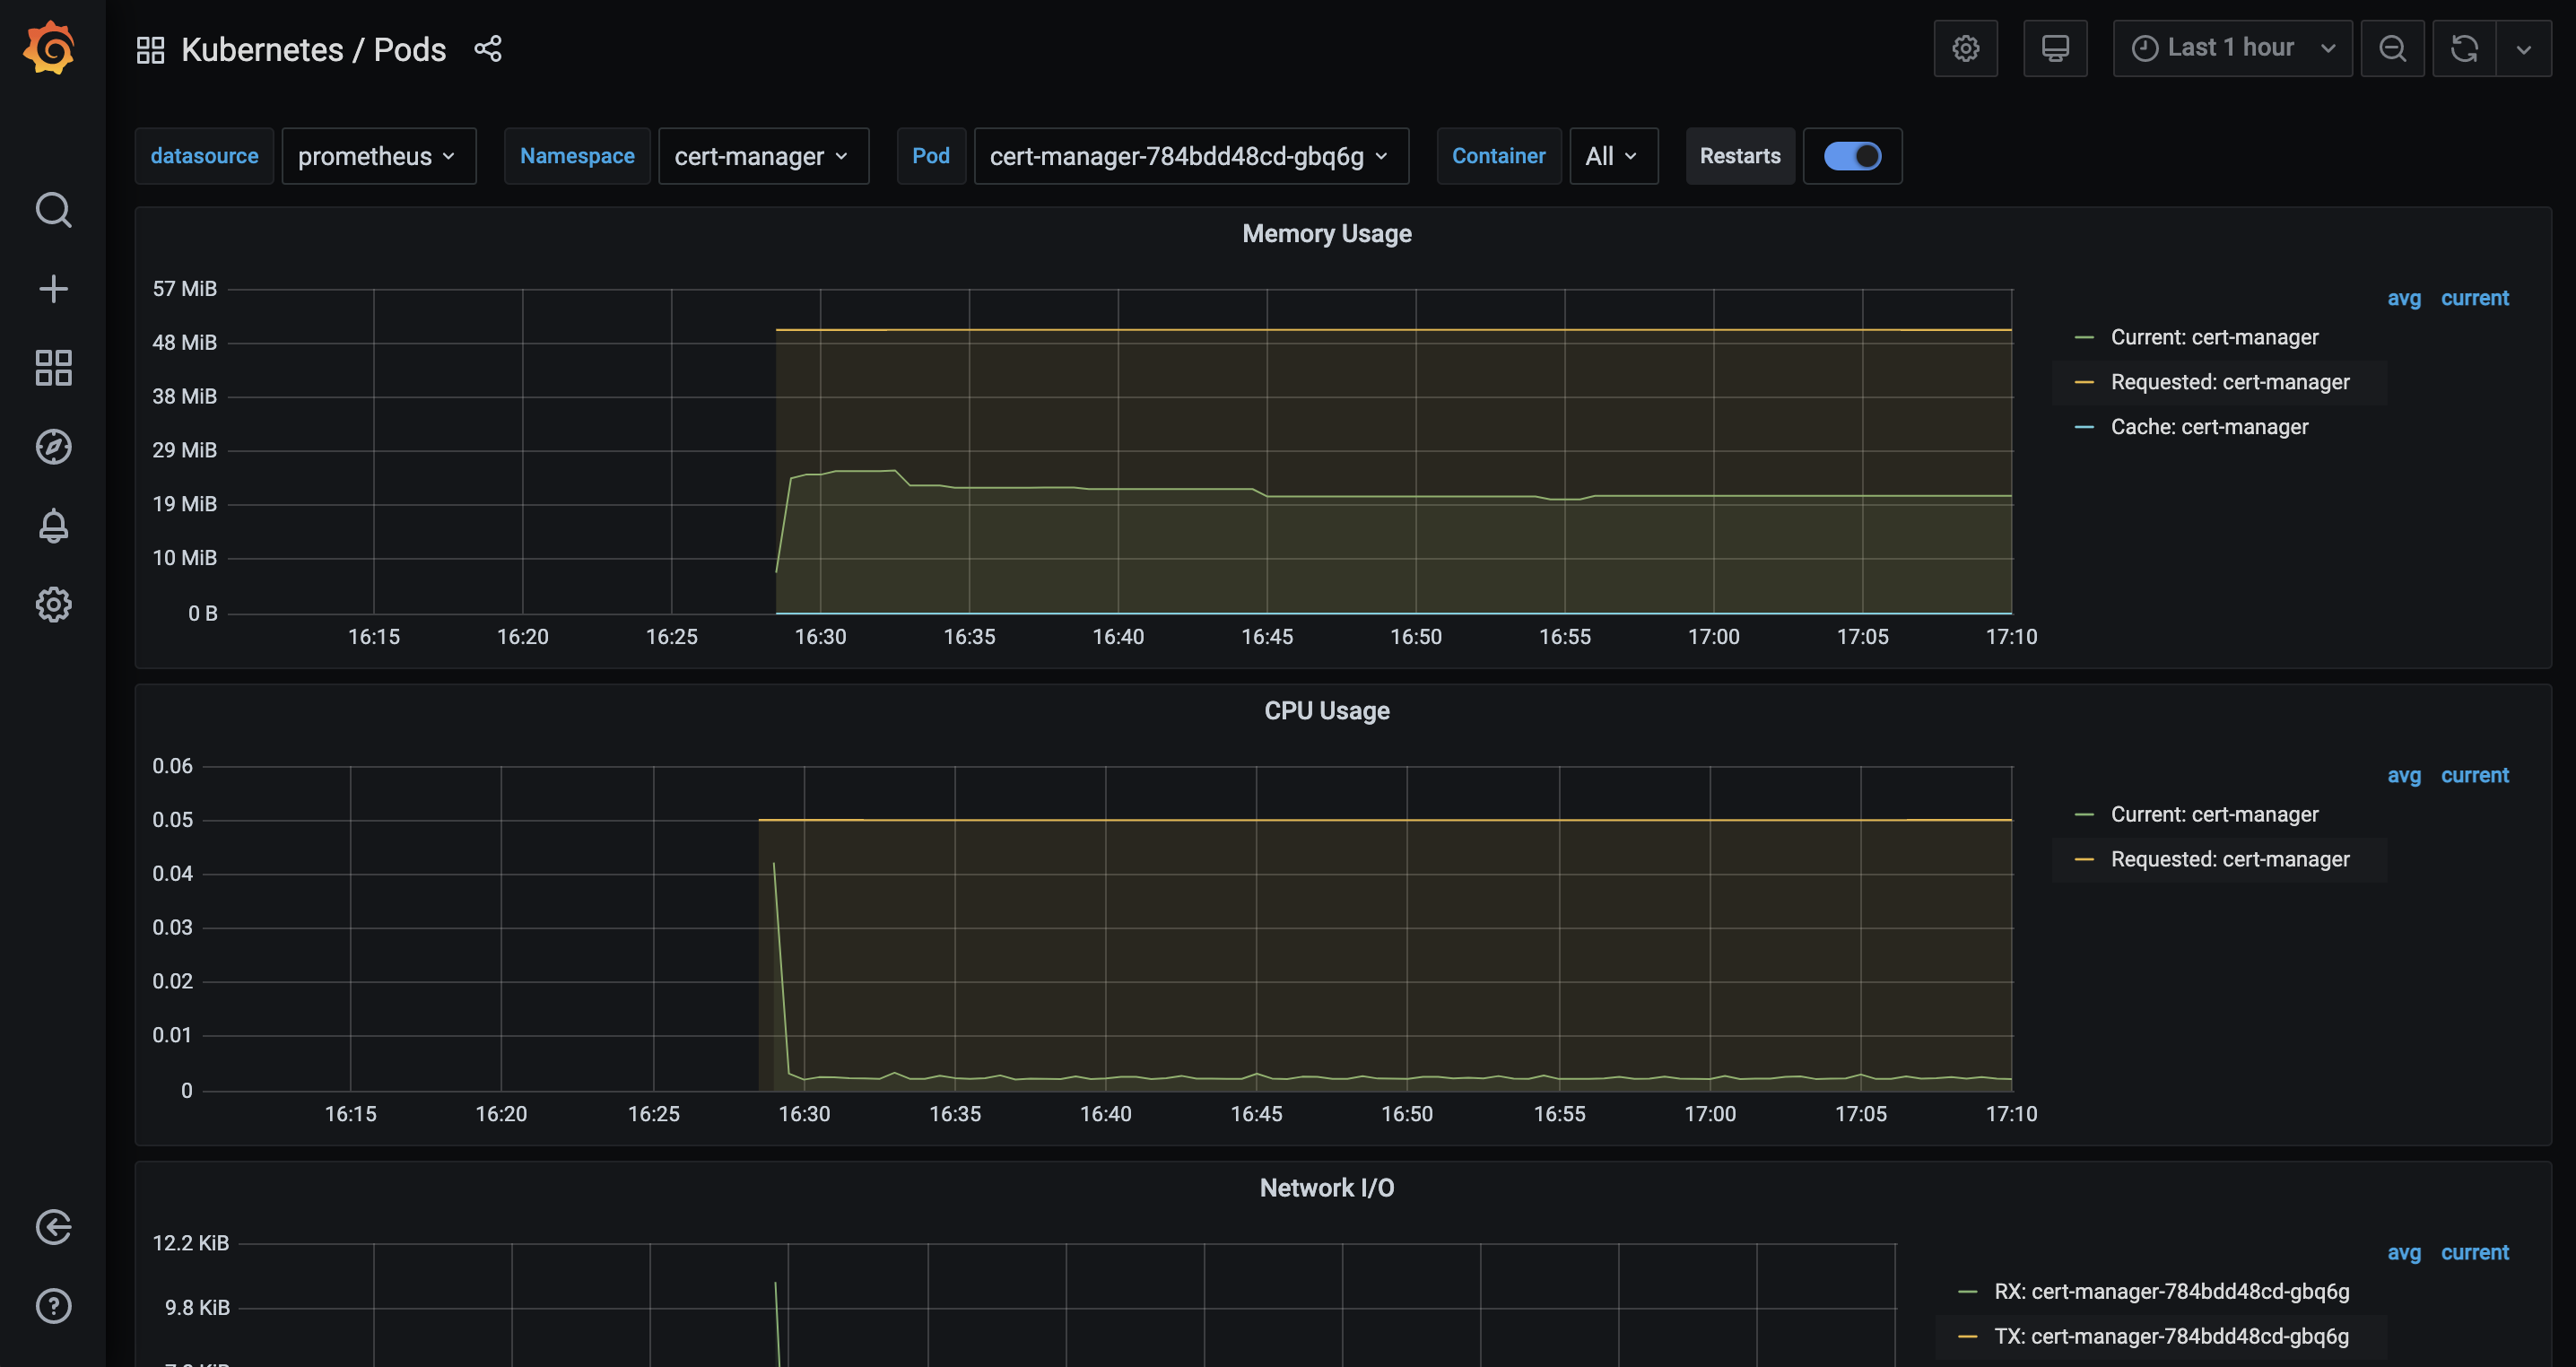 Kubernetes / Pods
Last 1 hour
datasource prometheus Namespace cert-manager Pod cert-manager-784bdd48cd-gbq6g Container All Restarts
Memory Usage
57 MiB
48 MiB
38 MiB
29 MiB
19 MiB
10 MiB
0 B
16:15 16:20 16:25 16:30 16:35 16:40 16:45 16:50 16:55 17:00 17:05 17:10
avg current
Current: cert-manager
Requested: cert-manager
Cache: cert-manager
CPU Usage
0.06
0.05
0.04
0.03
0.02
0.01
0
16:15 16:20 16:25 16:30 16:35 16:40 16:45 16:50 16:55 17:00 17:05 17:10
avg current
Current: cert-manager
Requested: cert-manager
Network I/O
12.2 KiB
9.8 KiB
avg current
RX: cert-manager-784bdd48cd-gbq6g
TX: cert-manager-784bdd48cd-gbq6g